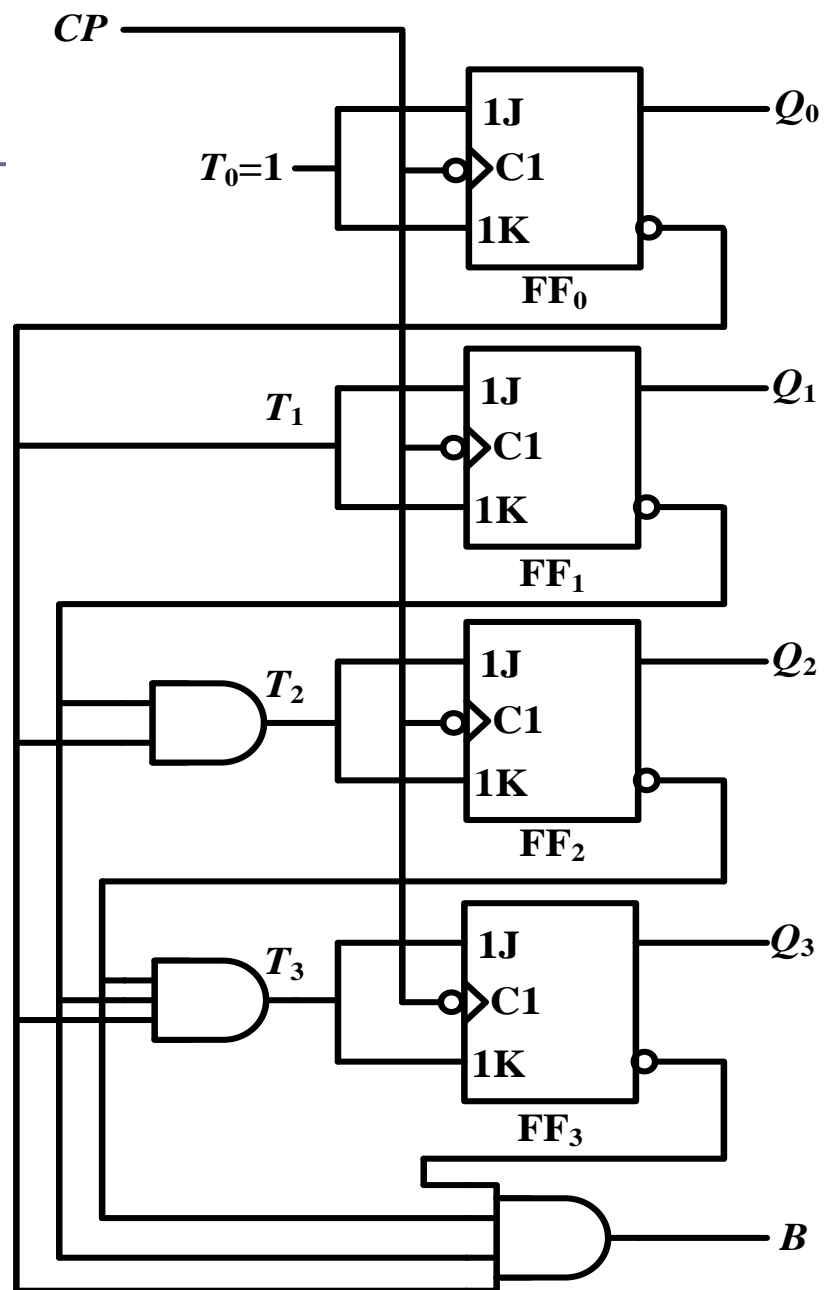 CP
1J
Q₀
T₀=1
C1
1K
FF₀
1J
Q₁
T₁
C1
1K
FF₁
1J
Q₂
T₂
C1
1K
FF₂
1J
Q₃
T₃
C1
1K
FF₃
B